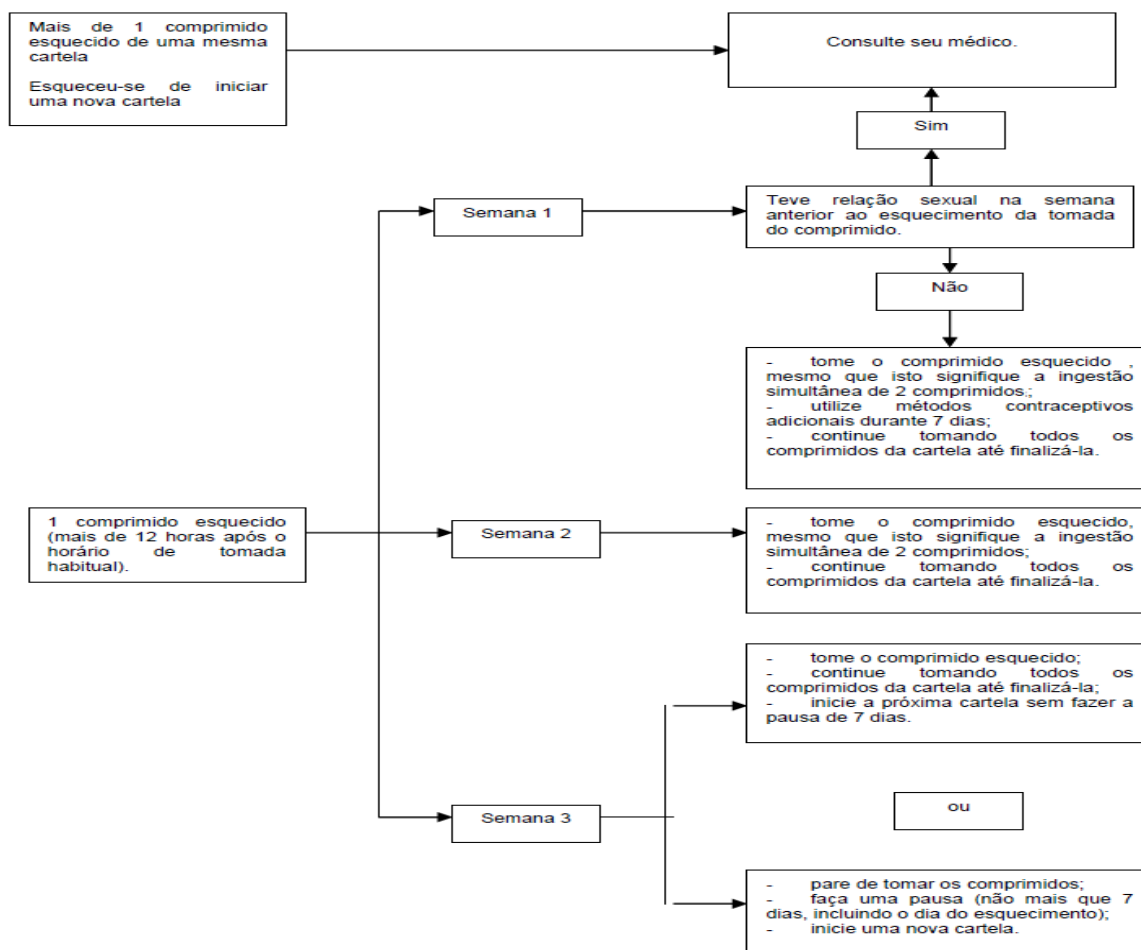 Mais de 1 comprimido
esquecido de uma mesma
cartela
Esqueceu-se de iniciar
uma nova cartela
Consulte seu médico.
Sim
Semana 1
Teve relação sexual na semana
anterior ao esquecimento da tomada
do comprimido.
Não
- tome o comprimido esquecido ,
mesmo que isto signifique a ingestão
simultânea de 2 comprimidos,;
- utilize métodos contraceptivos
adicionais durante 7 dias;
- continue tomando todos os
comprimidos da cartela até finalizá-la.
1 comprimido esquecido
(mais de 12 horas após o
horário de tomada
habitual).
Semana 2
- tome o comprimido esquecido,
mesmo que isto signifique a ingestão
simultânea de 2 comprimidos;
- continue tomando todos os
comprimidos da cartela até finalizá-la.
Semana 3
- tome o comprimido esquecido;
- continue tomando todos os
comprimidos da cartela até finalizá-la;
- inicie a próxima cartela sem fazer a
pausa de 7 dias.
ou
- pare de tomar os comprimidos;
- faça uma pausa (não mais que 7
dias, incluindo o dia do esquecimento);
- inicie uma nova cartela.